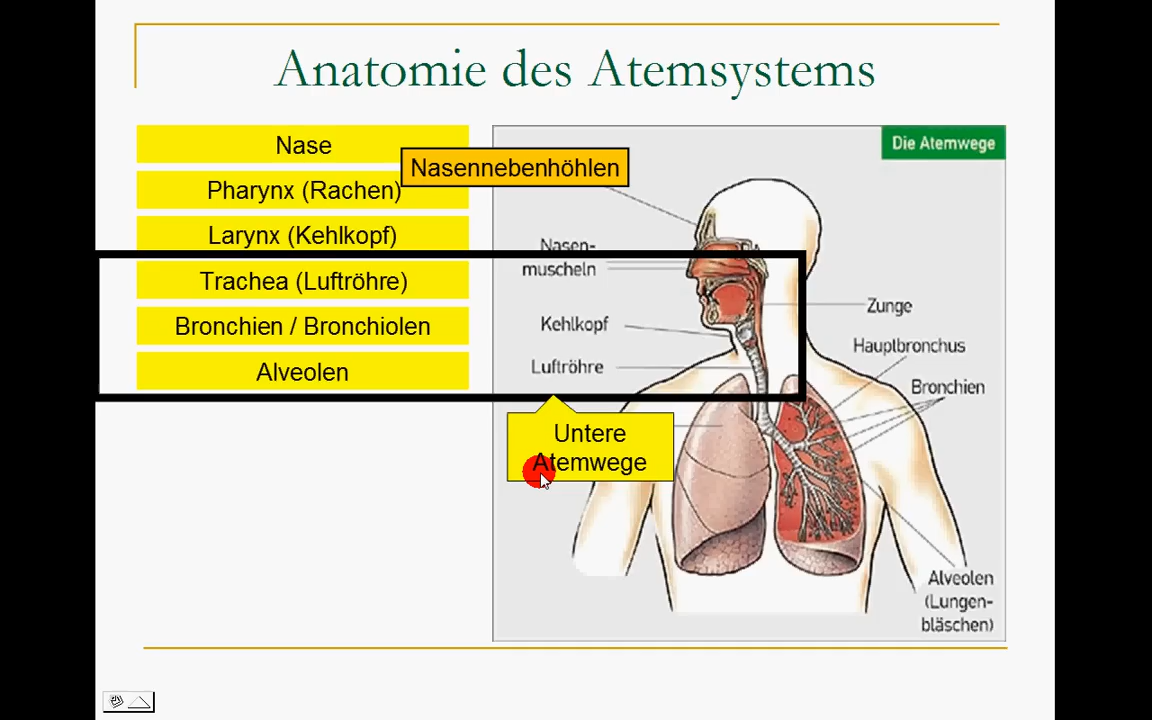 Anatomie des Atemsystems
Nase
Pharynx (Rachen)
Larynx (Kehlkopf)
Trachea (Luftröhre)
Bronchien / Bronchiolen
Alveolen
Nasennebenhöhlen
Die Atemwege
Nasen-
muscheln
Kehlkopf
Luftröhre
Zunge
Hauptbronchus
Bronchien
Untere
Atemwege
Alveolen
(Lungen-
bläschen)